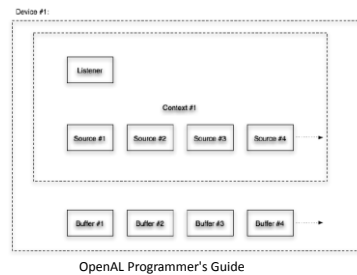 Device #1:
Listener
Context #1
Source #1 Source #2 Source #3 Source #4
Buffer #1 Buffer #2 Buffer #3 Buffer #4
OpenAL Programmer's Guide